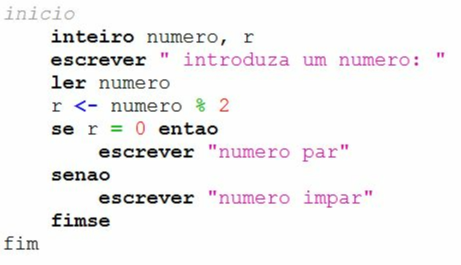 inicio
inteiro numero, r
escrever " introduza um numero: "
ler numero
r <- numero % 2
se r = 0 entao
escrever "numero par"
senao
escrever "numero impar"
fimse
fim